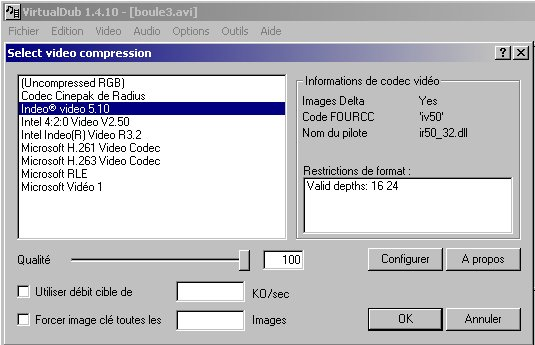 VirtualDub 1.4.10 - [boule3.avi]
Fichier Edition Video Audio Options Outils Aide
Select video compression
(Uncompressed RGB)
Codec Cinepak de Radius
Indeo® video 5.10
Intel 4:2:0 Video V2.50
Intel Indeo(R) Video R3.2
Microsoft H.261 Video Codec
Microsoft H.263 Video Codec
Microsoft RLE
Microsoft Vidéo 1
Informations de codec vidéo
Images Delta Yes
Code FOURCC 'iv50'
Nom du pilote ir50_32.dll
Restrictions de format :
Valid depths: 16 24
Qualité 100
Configurer A propos
Utiliser débit cible de KO/sec
Forcer image clé toutes les Images
OK Annuler